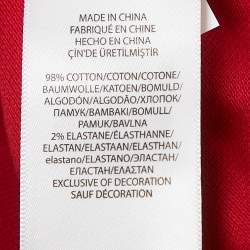 MADE IN CHINA
FABRIQUÉ EN CHINE
HECHO EN CHINA
ÇİN'DE ÜRETİLMİŞTİR
98% COTTON/COTON/COTONE/
BAUMWOLLE/KATOEN/BOMULD/
ALGODÓN/ALGODÃO/ХЛОПОК/
ПАМУК/BAMBAKI/BOMULL/
PAMUK/BAVLNA
2% ELASTANE/ÉLASTHANNE/
ELASTAN/ELASTAAN/ELASTHAN/
elastano/ELASTANO/ЭЛАСТАН/
ЕЛАСТАН/ELASTAN
EXCLUSIVE OF DECORATION
SAUF DÉCORATION